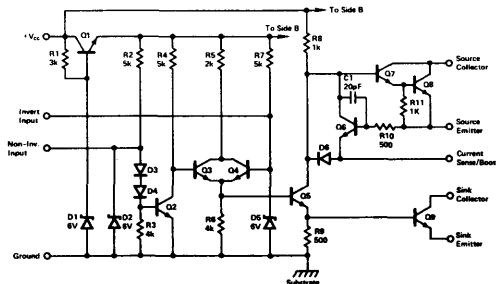 To Side B
+Vcc
Q1
To Side B
R1
3k
R2
5k
R4
5k
R5
2k
R7
5k
R8
1k
Source
Collector
Q7
Q8
C1
20pF
R11
1K
Invert
Input
Source
Emitter
Q6
R10
500
Non-Inv.
Input
D3
D6
Current
Sense/Boost
D4
Q3
Q4
Q2
Q5
Sink
Collector
D1
6V
D2
6V
R3
4k
R6
4k
D5
6V
R9
500
Q9
Sink
Emitter
Ground
Substrate